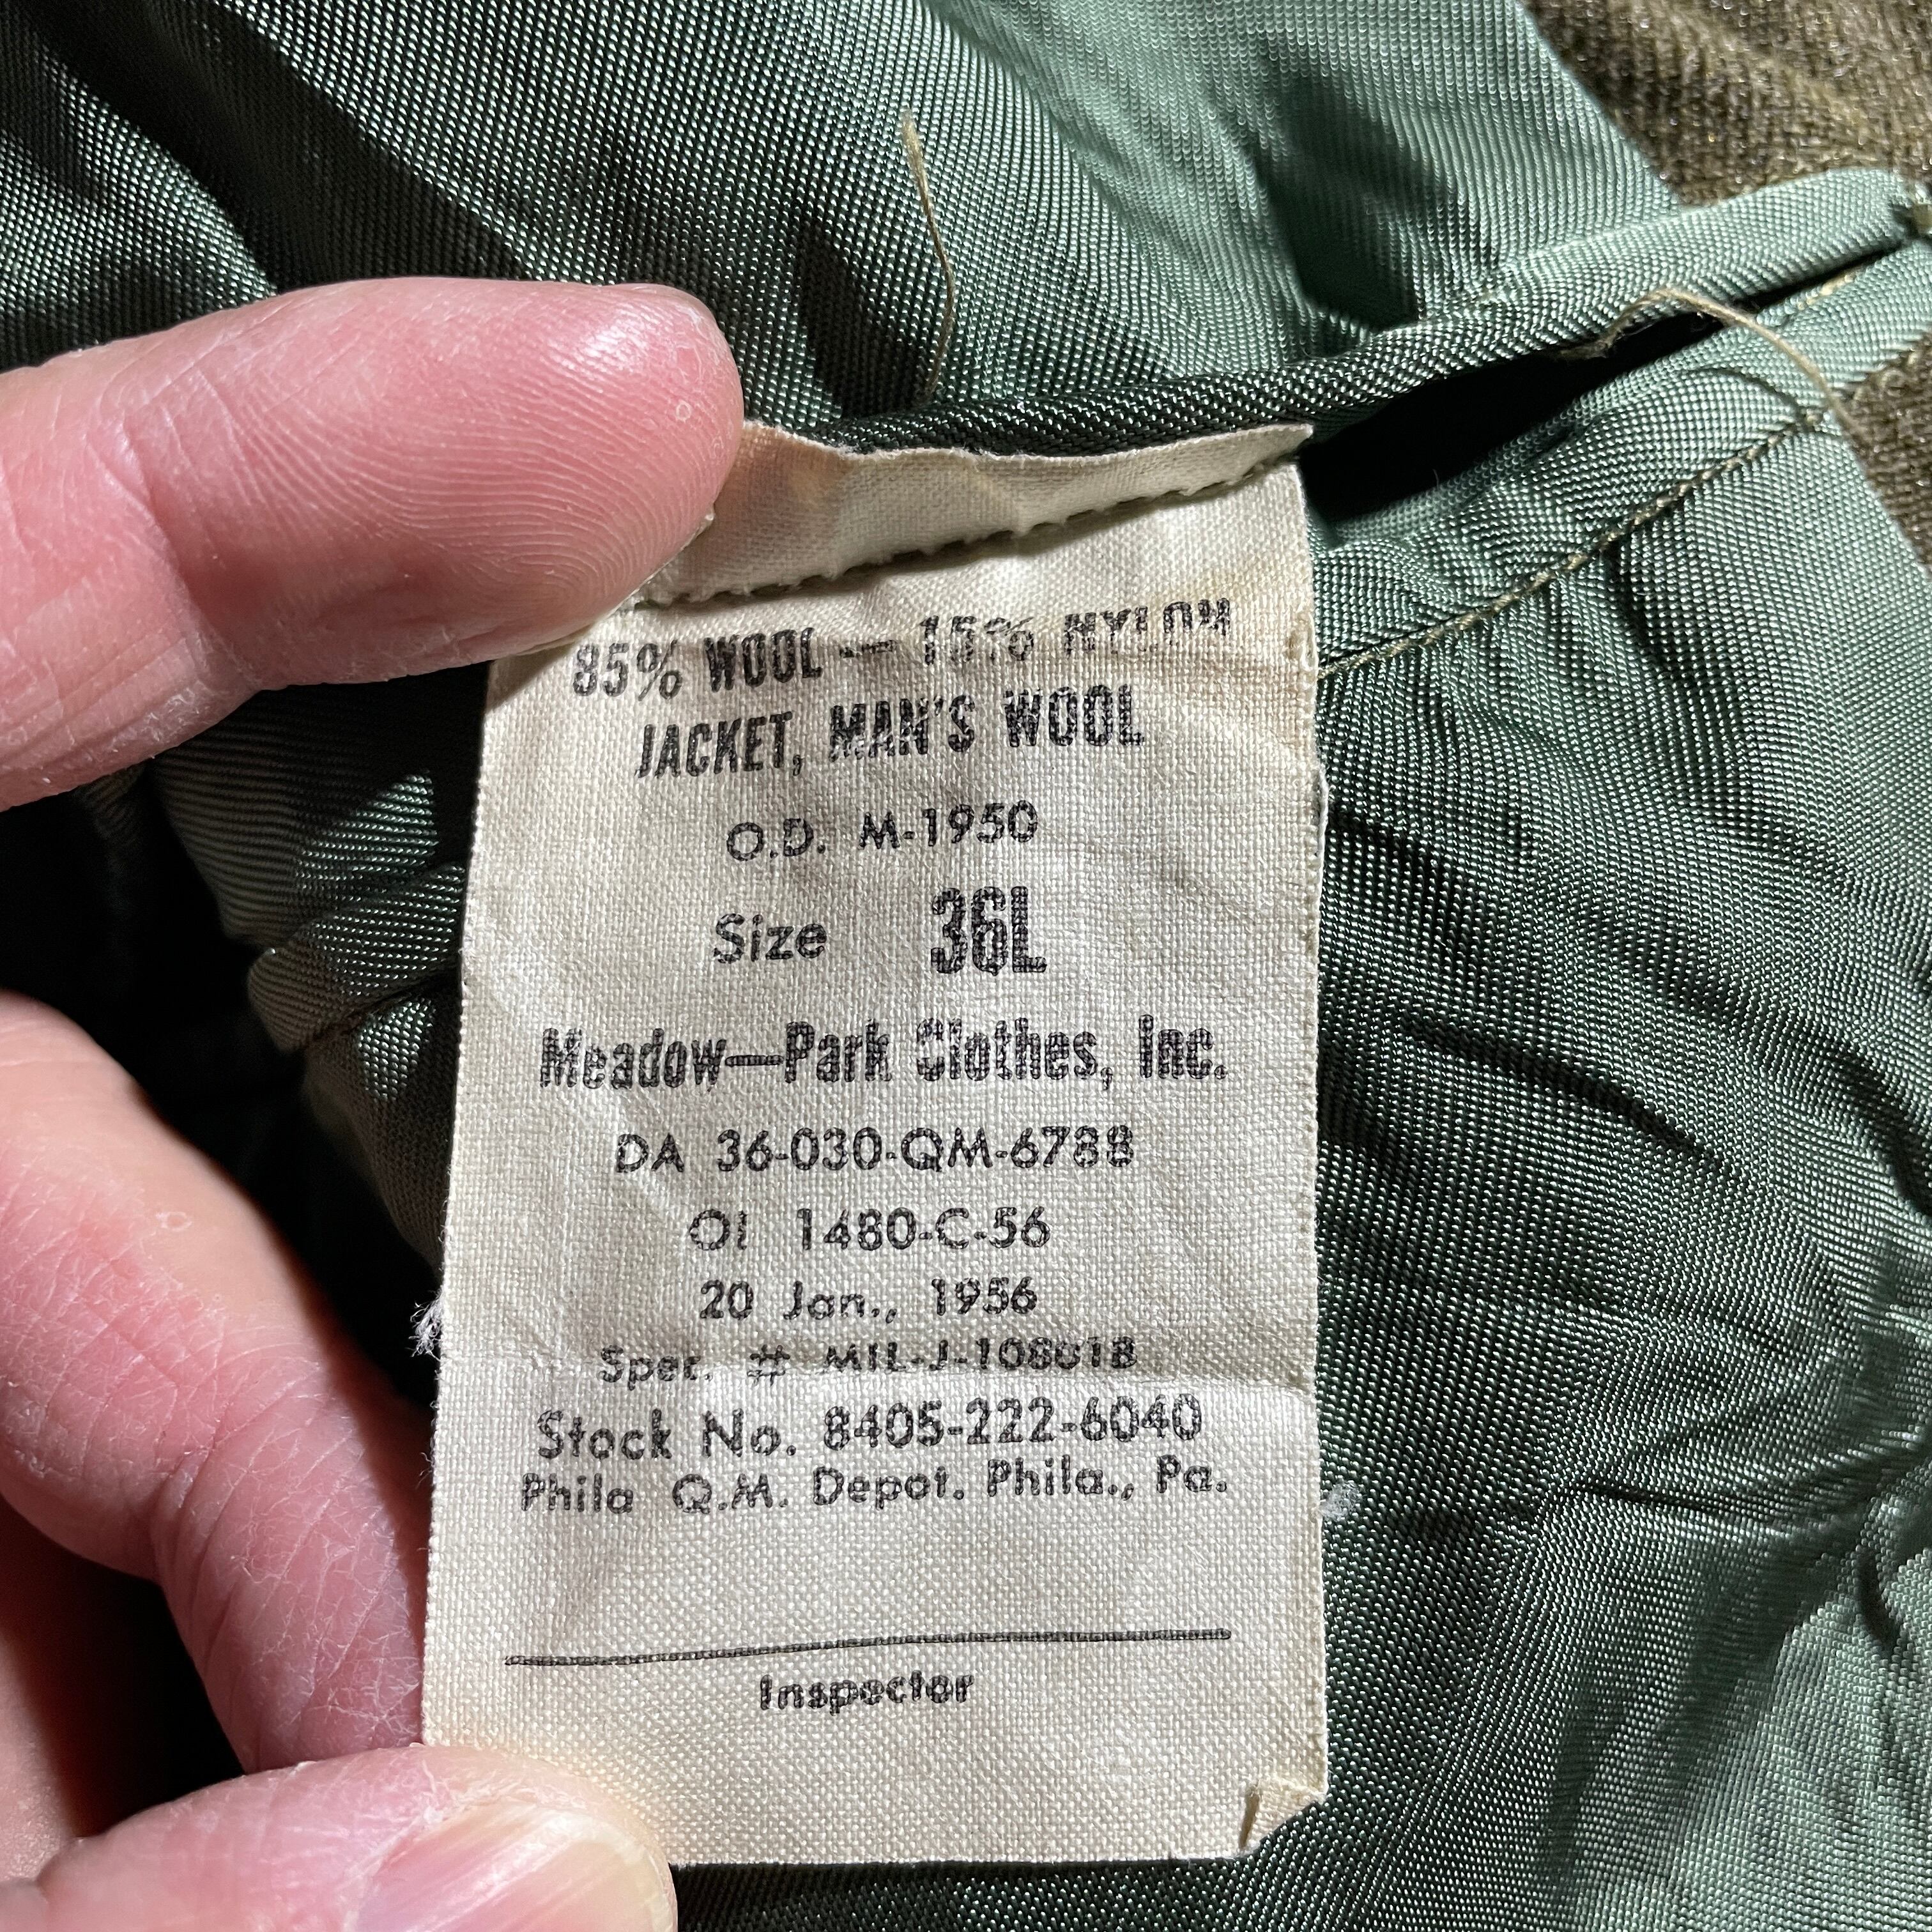 85% WOOL — 15% NYLON
JACKET, MAN'S WOOL
O.D. M-1950
Size 36L
Meadow—Park Clothes, Inc.
DA 36-030-QM-6788
OI 1480-C-56
20 Jan., 1956
Spec. # MIL-J-10801B
Stock No. 8405-222-6040
Phila Q.M. Depot. Phila., Pa.
Inspector